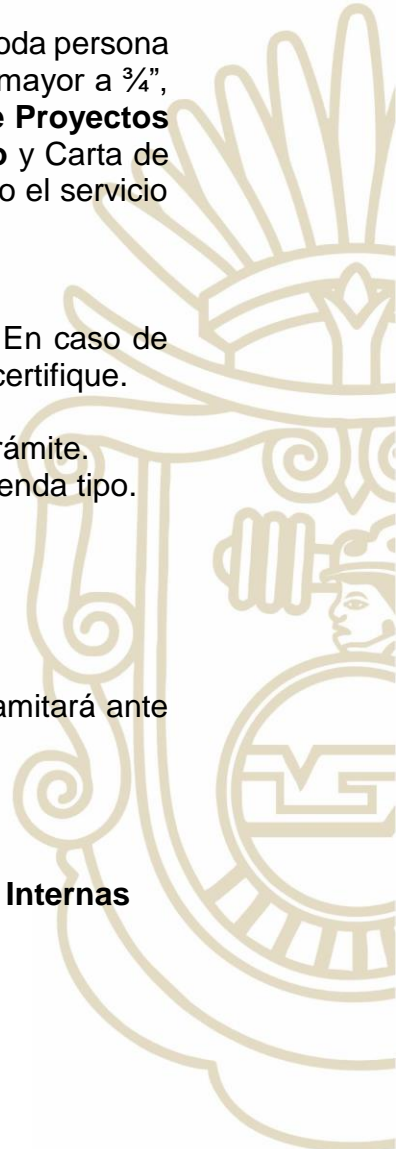 oda persona
mayor a ¾”,
e Proyectos
o y Carta de
o el servicio
En caso de
certifique.
rámite.
enda tipo.
amitará ante
Internas